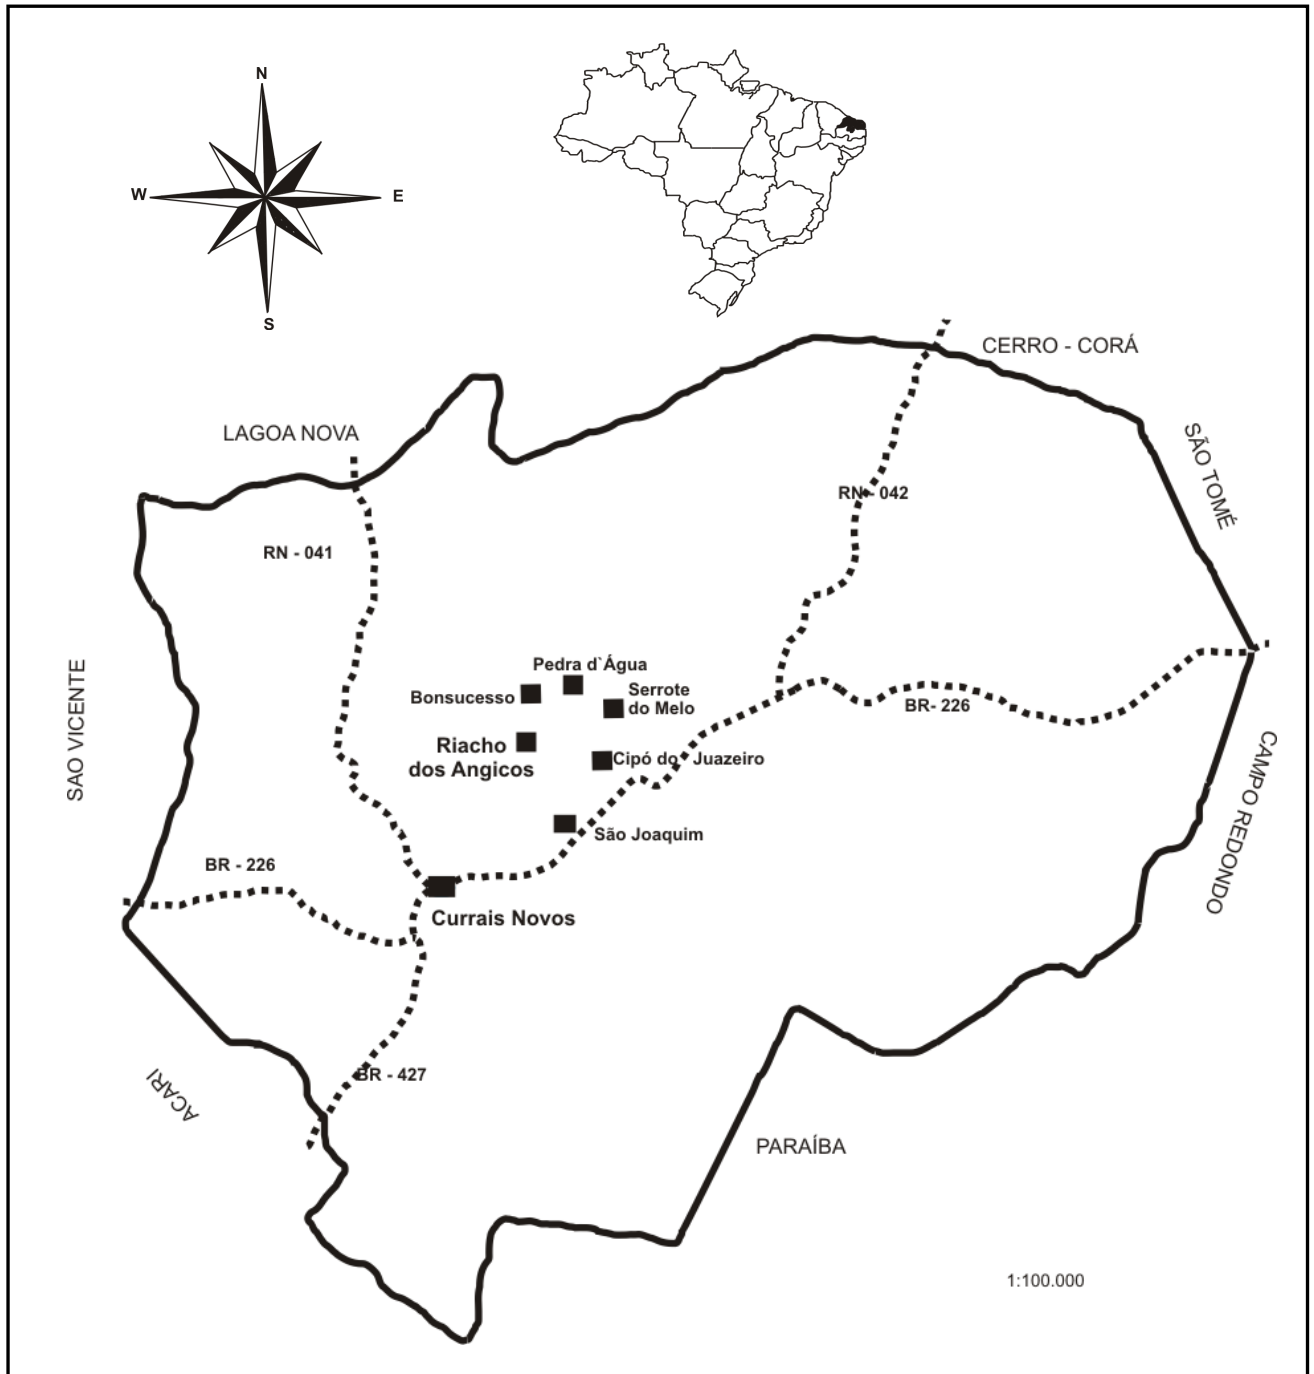 N
W
E
S
CERRO - CORÁ
LAGOA NOVA
SÃO TOMÉ
RN - 042
RN - 041
Pedra d`Água
Bonsucesso
Serrote
do Melo
SAO VICENTE
BR- 226
Riacho
dos Angicos
Cipó do Juazeiro
CAMPO REDONDO
São Joaquim
BR - 226
Currais Novos
BR - 427
ACARI
PARAÍBA
1:100.000